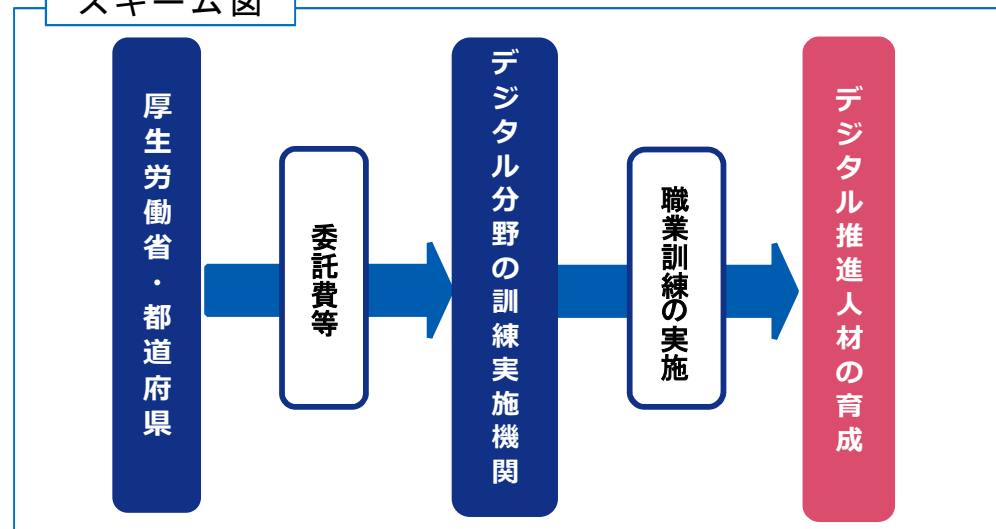 スキーム図
厚生労働省・都道府県
委託費等
デジタル分野の訓練実施機関
職業訓練の実施
デジタル推進人材の育成